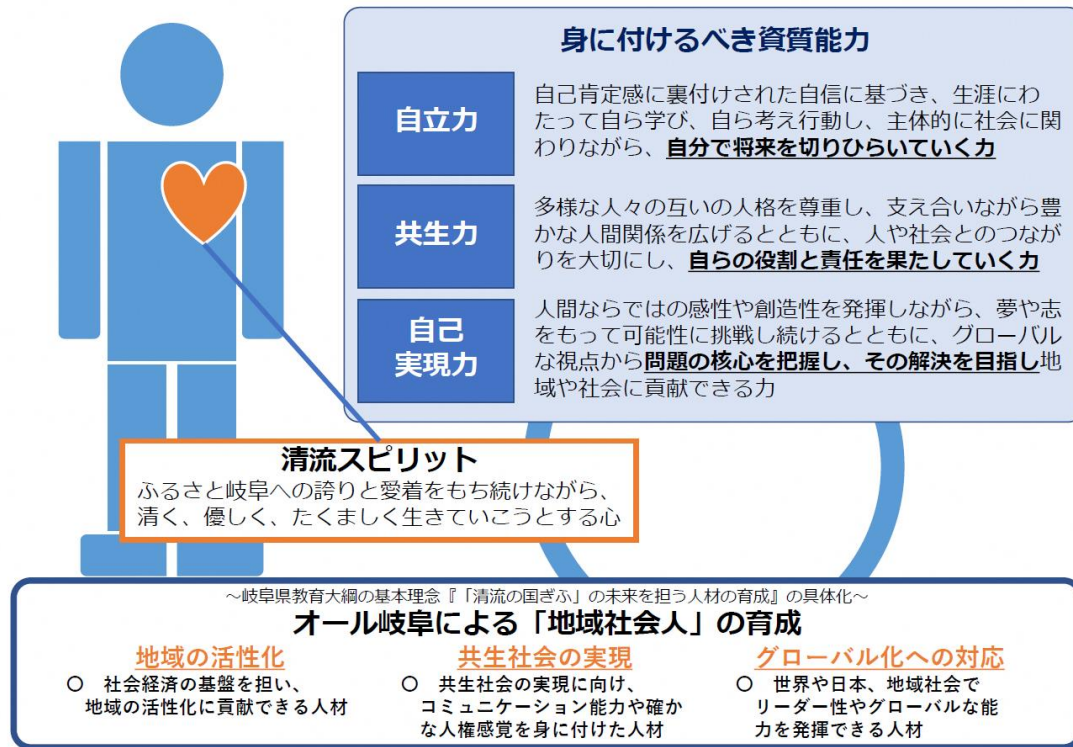 身に付けるべき資質能力
自立力
自己肯定感に裏付けされた自信に基づき、生涯にわ
たって自ら学び、自ら考え行動し、主体的に社会に関
わりながら、自分で将来を切りひらいていく力
共生力
多様な人々の互いの人格を尊重し、支え合いながら豊
かな人間関係を広げるとともに、人や社会とのつなが
りを大切にし、自らの役割と責任を果たしていく力
自己
実現力
人間ならではの感性や創造性を発揮しながら、夢や志
をもって可能性に挑戦し続けるとともに、グローバル
な視点から問題の核心を把握し、その解決を目指し地
域や社会に貢献できる力
清流スピリット
ふるさと岐阜への誇りと愛着をもち続けながら、
清く、優しく、たくましく生きていこうとする心
～岐阜県教育大綱の基本理念『「清流の国ぎふ」の未来を担う人材の育成』の具体化～
オール岐阜による「地域社会人」の育成
地域の活性化
○ 社会経済の基盤を担い、
地域の活性化に貢献できる人材
共生社会の実現
○ 共生社会の実現に向け、
コミュニケーション能力や確か
な人権感覚を身に付けた人材
グローバル化への対応
○ 世界や日本、地域社会で
リーダー性やグローバルな能
力を発揮できる人材